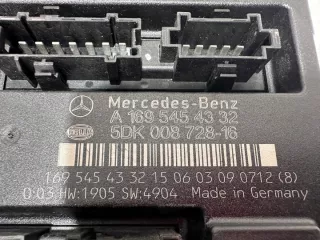 Mercedes-Benz
A 169 545 43 32
HELLA 5DK 008 728-16
169 545 43 32 15 06 03 09 0712 (8)
0:03 HW:1905 SW:4904 Made in Germany